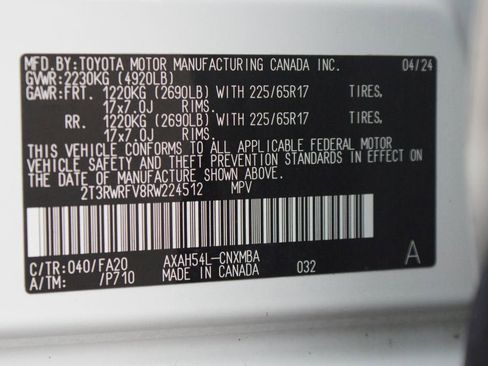 MFD.BY:TOYOTA MOTOR MANUFACTURING CANADA INC. 04/24
GVWR:2230KG (4920LB)
GAWR:FRT. 1220KG (2690LB) WITH 225/65R17 TIRES,
17x7.0J RIMS.
RR. 1220KG (2690LB) WITH 225/65R17 TIRES,
17x7.0J RIMS.
THIS VEHICLE CONFORMS TO ALL APPLICABLE FEDERAL MOTOR
VEHICLE SAFETY AND THEFT PREVENTION STANDARDS IN EFFECT ON
THE DATE OF MANUFACTURE SHOWN ABOVE.
2T3RWRFV8RW224512 MPV
C/TR:040/FA20 AXAH54L-CNXMBA A
A/TM: /P710 MADE IN CANADA 032